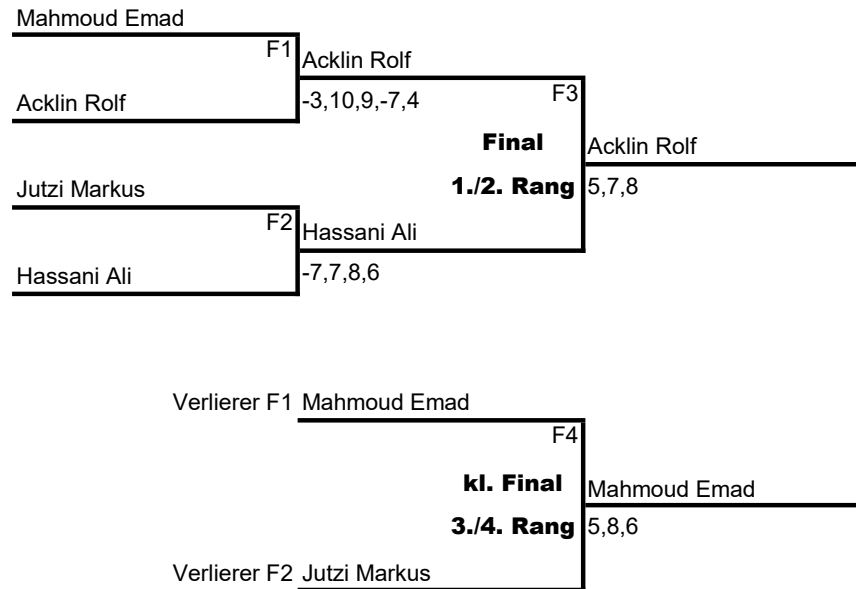 Mahmoud Emad
F1
Acklin Rolf
Acklin Rolf
-3,10,9,-7,4
F3
Final
1./2. Rang
Acklin Rolf
5,7,8
Jutzi Markus
F2
Hassani Ali
Hassani Ali
-7,7,8,6
Verlierer F1 Mahmoud Emad
F4
kl. Final
3./4. Rang
Mahmoud Emad
5,8,6
Verlierer F2 Jutzi Markus